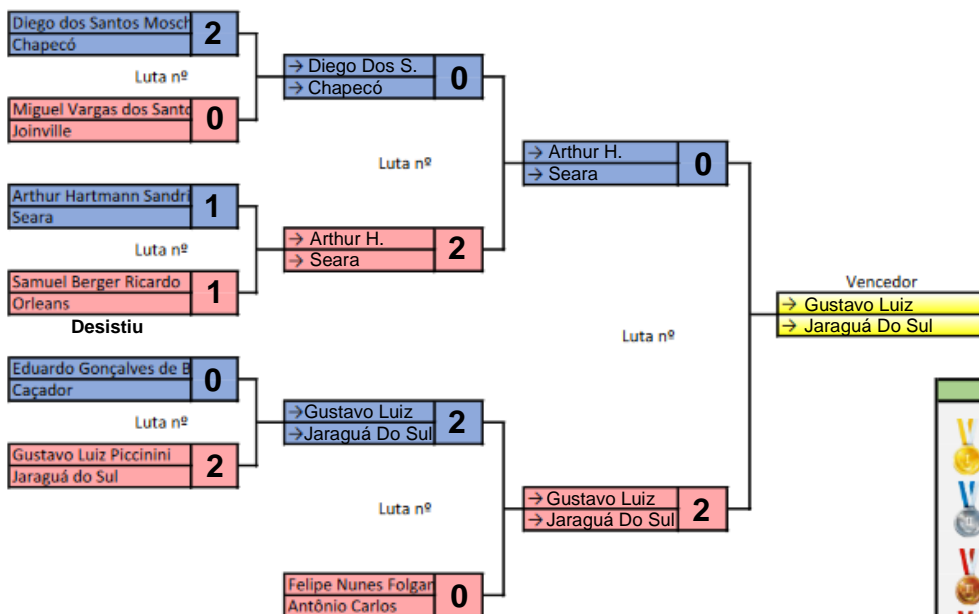 Diego dos Santos Mosch
Chapecó
2
Luta nº
Miguel Vargas dos Santo
Joinville
0
→ Diego Dos S.
→ Chapecó
0
Luta nº
Arthur Hartmann Sandri
Seara
1
Luta nº
Samuel Berger Ricardo
Orleans
1
Desistiu
→ Arthur H.
→ Seara
2
→ Arthur H.
→ Seara
0
Luta nº
Vencedor
→ Gustavo Luiz
→ Jaraguá Do Sul
Eduardo Gonçalves de B
Caçador
0
Luta nº
Gustavo Luiz Piccinini
Jaraguá do Sul
2
→Gustavo Luiz
→Jaraguá Do Sul
2
Luta nº
→ Gustavo Luiz
→ Jaraguá Do Sul
2
Felipe Nunes Folgar
Antônio Carlos
0